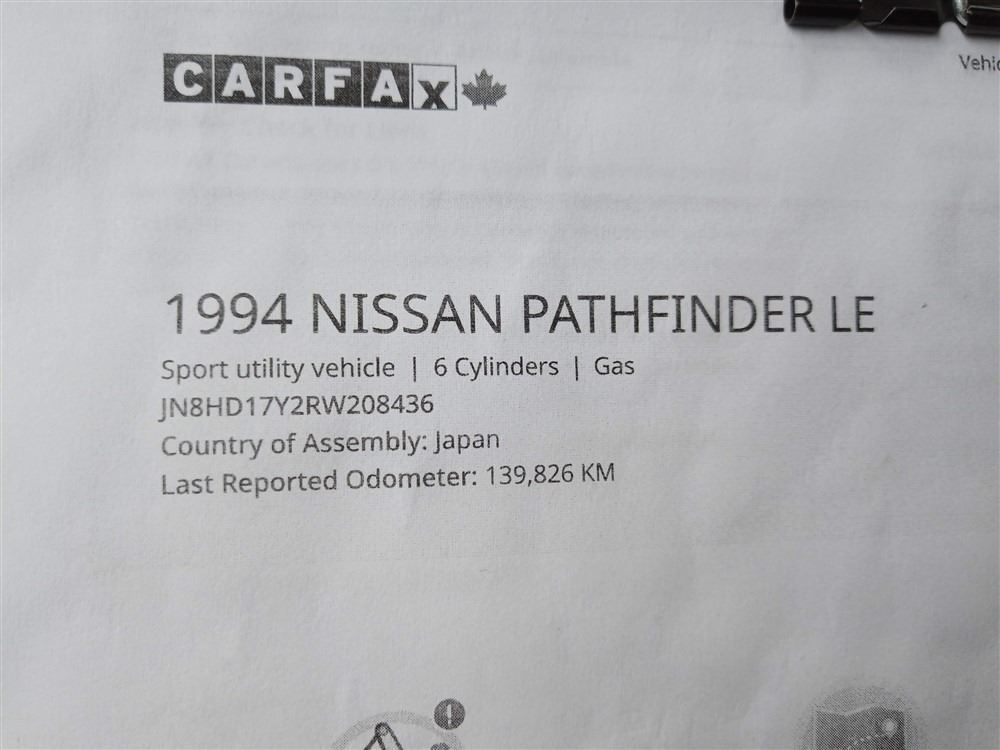 CARFAX
Vehic
1994 NISSAN PATHFINDER LE
Sport utility vehicle | 6 Cylinders | Gas
JN8HD17Y2RW208436
Country of Assembly: Japan
Last Reported Odometer: 139,826 KM